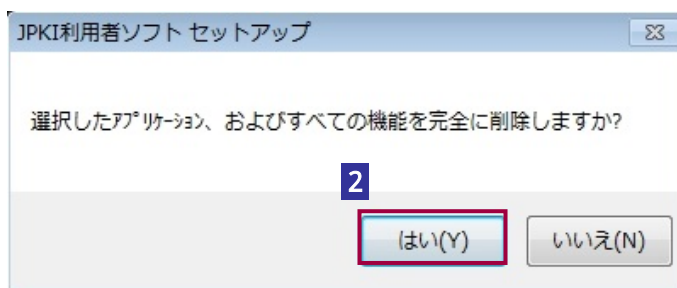 JPKI利用者ソフト セットアップ
選択したｱﾌﾟﾘｹｰｼｮﾝ、およびすべての機能を完全に削除しますか?
2
はい(Y)
いいえ(N)